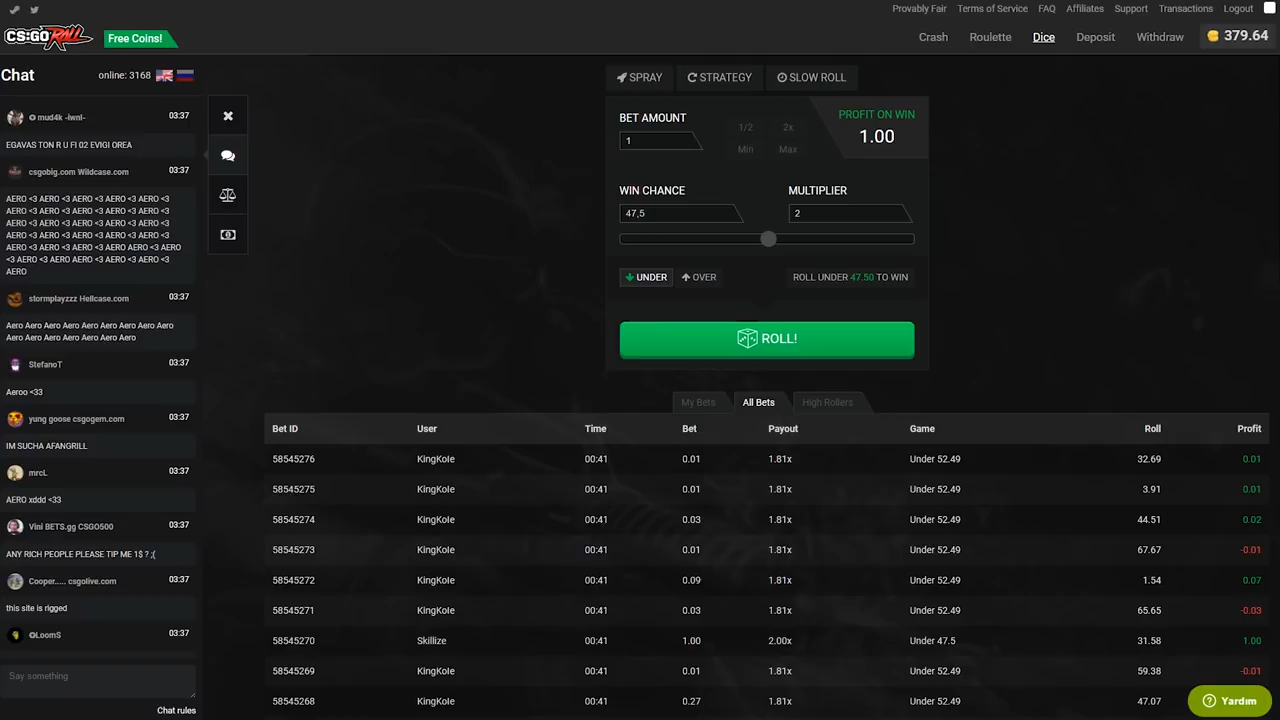 Provably Fair Terms of Service FAQ Affiliates Support Transactions Logout
CS:GO ROLL
Free Coins!
Crash Roulette Dice Deposit Withdraw 379.64
Chat
online: 3168
mud4k -iwnl- 03:37
EGAVAS TON R U FI 02 EVIGI OREA
csgobig.com Wildcase.com 03:37
AERO <3 AERO <3 AERO <3 AERO <3 AERO <3
AERO <3 AERO <3 AERO <3 AERO <3 AERO <3
AERO <3 AERO <3 AERO <3 AERO <3 AERO <3
AERO <3 AERO <3 AERO <3 AERO <3 AERO <3
AERO <3 AERO <3 AERO <3 AERO AERO <3 AERO
<3 AERO <3 AERO AERO <3 AERO <3 AERO <3
AERO
stormplayzzz Hellcase.com 03:37
Aero Aero Aero Aero Aero Aero Aero Aero Aero
Aero Aero Aero Aero Aero Aero Aero
StefanoT 03:37
Aeroo <33
yung goose csgogem.com 03:37
IM SUCHA AFANGRILL
mrcL 03:37
AERO xddd <33
Vini BETS.gg CSGO500 03:37
ANY RICH PEOPLE PLEASE TIP ME 1$ ? ;(
Cooper..... csgolive.com 03:37
this site is rigged
LoomS 03:37
Say something
Chat rules
SPRAY STRATEGY SLOW ROLL
BET AMOUNT
1
1/2 2x
Min Max
PROFIT ON WIN
1.00
WIN CHANCE MULTIPLIER
47,5 2
UNDER OVER ROLL UNDER 47.50 TO WIN
ROLL!
My Bets All Bets High Rollers
Bet ID User Time Bet Payout Game Roll Profit
58545276 KingKole 00:41 0.01 1.81x Under 52.49 32.69 0.01
58545275 KingKole 00:41 0.01 1.81x Under 52.49 3.91 0.01
58545274 KingKole 00:41 0.03 1.81x Under 52.49 44.51 0.02
58545273 KingKole 00:41 0.01 1.81x Under 52.49 67.67 -0.01
58545272 KingKole 00:41 0.09 1.81x Under 52.49 1.54 0.07
58545271 KingKole 00:41 0.03 1.81x Under 52.49 65.65 -0.03
58545270 Skillize 00:41 1.00 2.00x Under 47.5 31.58 1.00
58545269 KingKole 00:41 0.01 1.81x Under 52.49 59.38 -0.01
58545268 KingKole 00:41 0.27 1.81x Under 52.49 47.07
Yardım